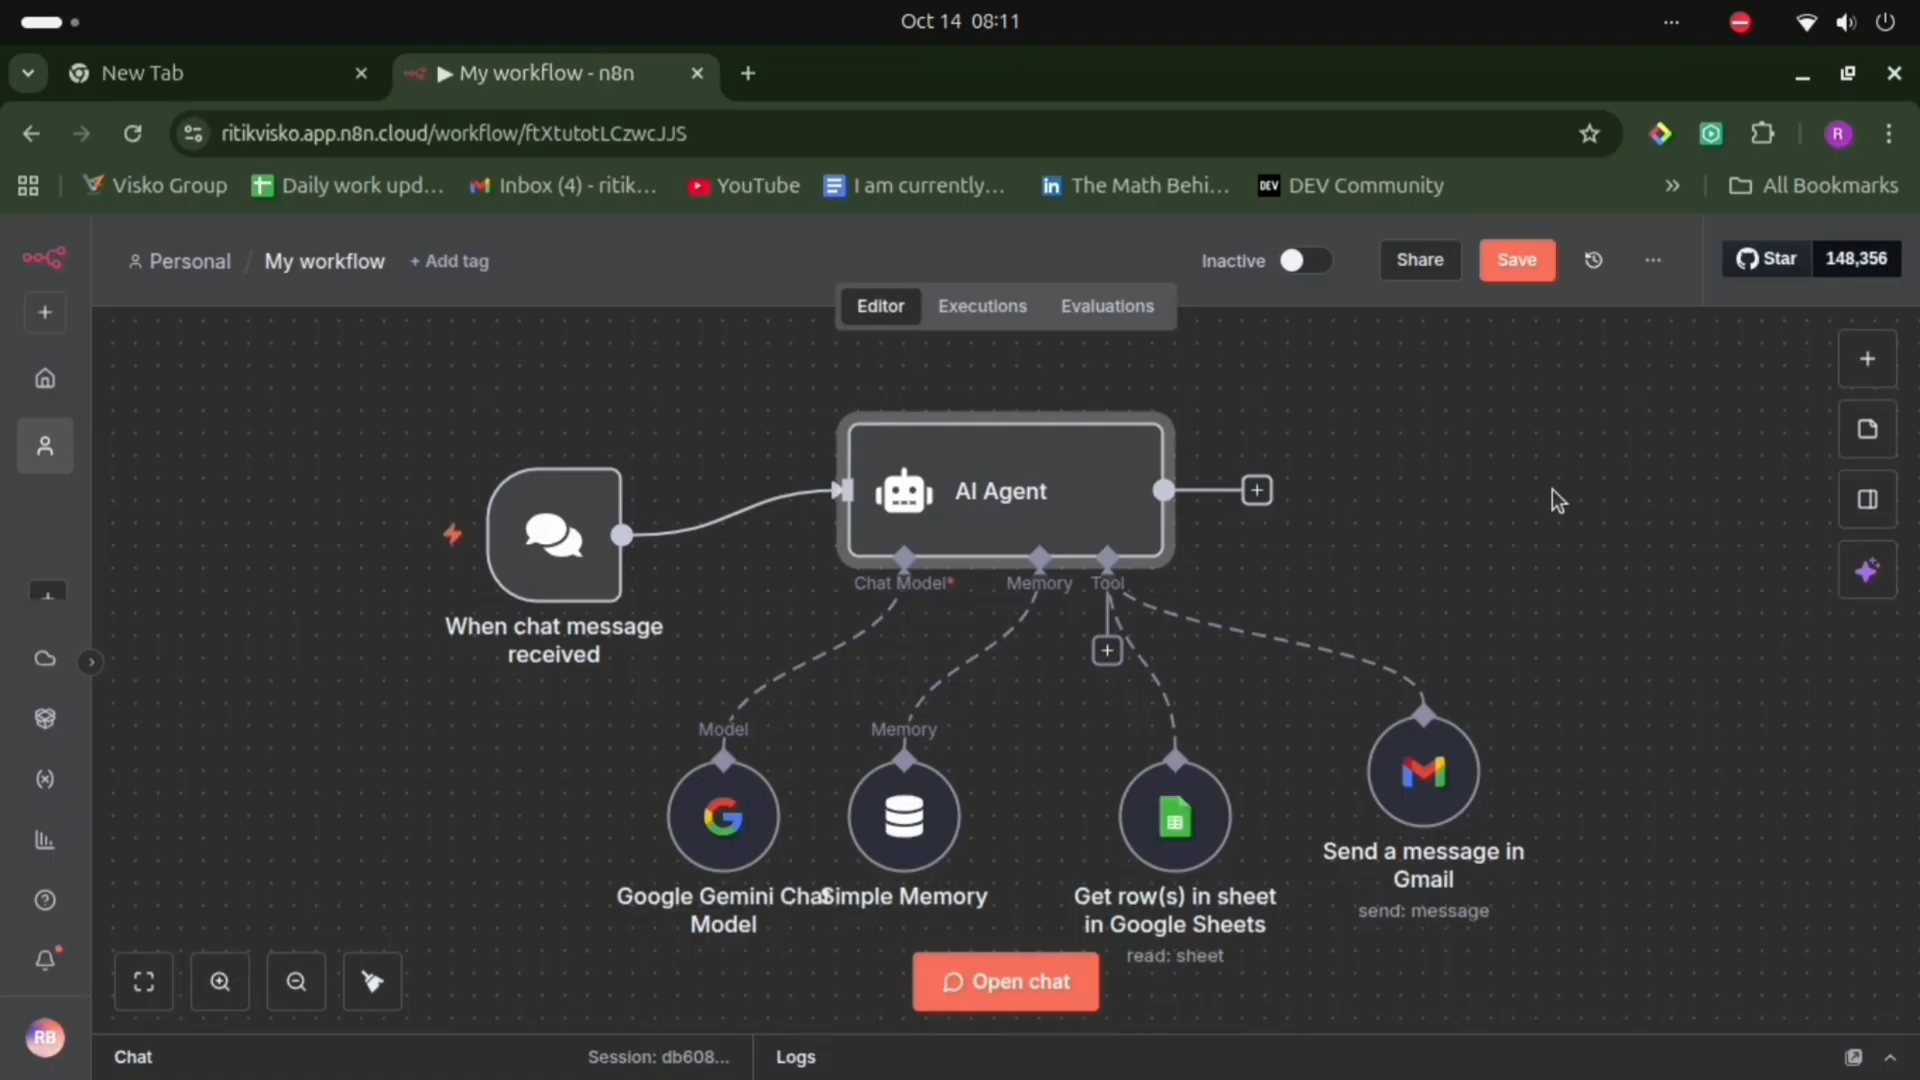 Oct 14 08:11
New Tab
▶ My workflow - n8n
ritikvisko.app.n8n.cloud/workflow/ftXtutotLCzwcJJS
R
Visko Group
Daily work upd...
Inbox (4) - ritik...
YouTube
I am currently...
in
The Math Behi...
DEV
DEV Community
All Bookmarks
Personal / My workflow
+ Add tag
Inactive
Share
Save
Star
148,356
Editor
Executions
Evaluations
AI Agent
Chat Model*
Memory
Tool
When chat message
received
Model
Memory
Google Gemini Chat
Model
Simple Memory
Get row(s) in sheet
in Google Sheets
read: sheet
Send a message in
Gmail
send: message
Open chat
RB
Chat
Session: db608...
Logs